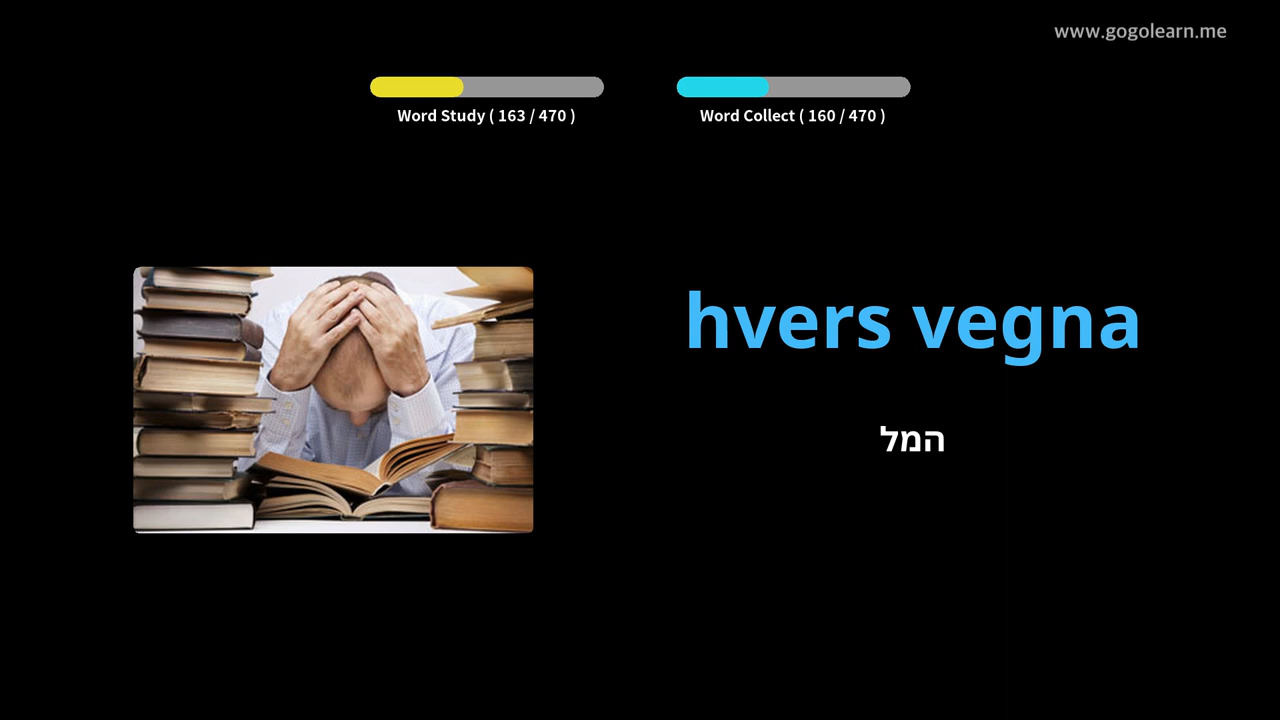 www.gogolearn.me
Word Study ( 163 / 470 )
Word Collect ( 160 / 470 )
hvers vegna
המל